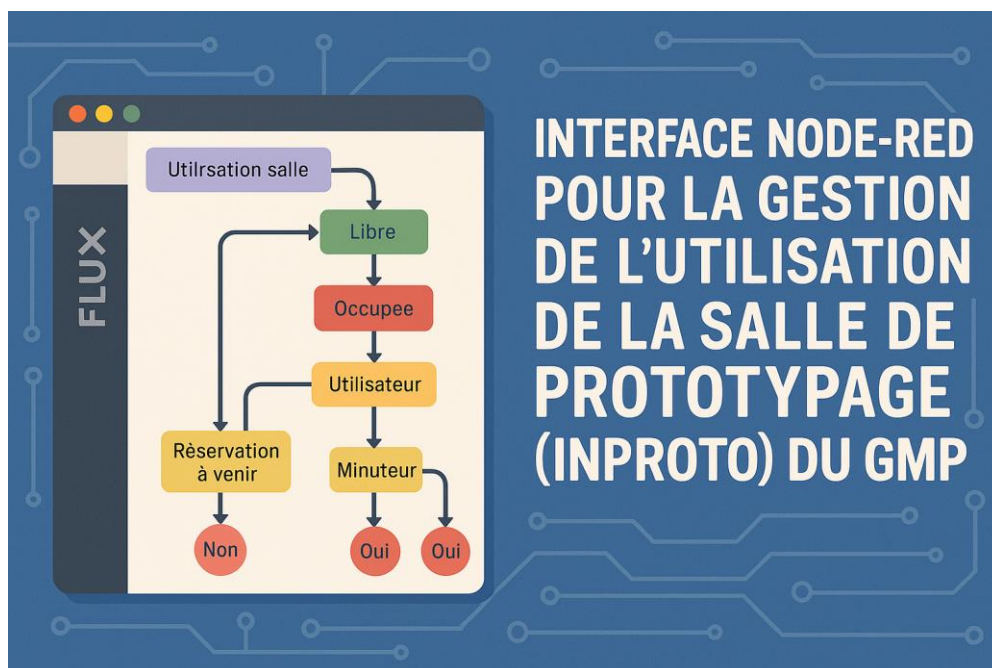 FLUX
Utilrsation salle
Libre
Occupee
Utilisateur
Rèservation
à venir
Minuteur
Non
Oui
Oui
INTERFACE NODE-RED
POUR LA GESTION
DE L'UTILISATION
DE LA SALLE DE
PROTOTYPAGE
(INPROTO) DU GMP